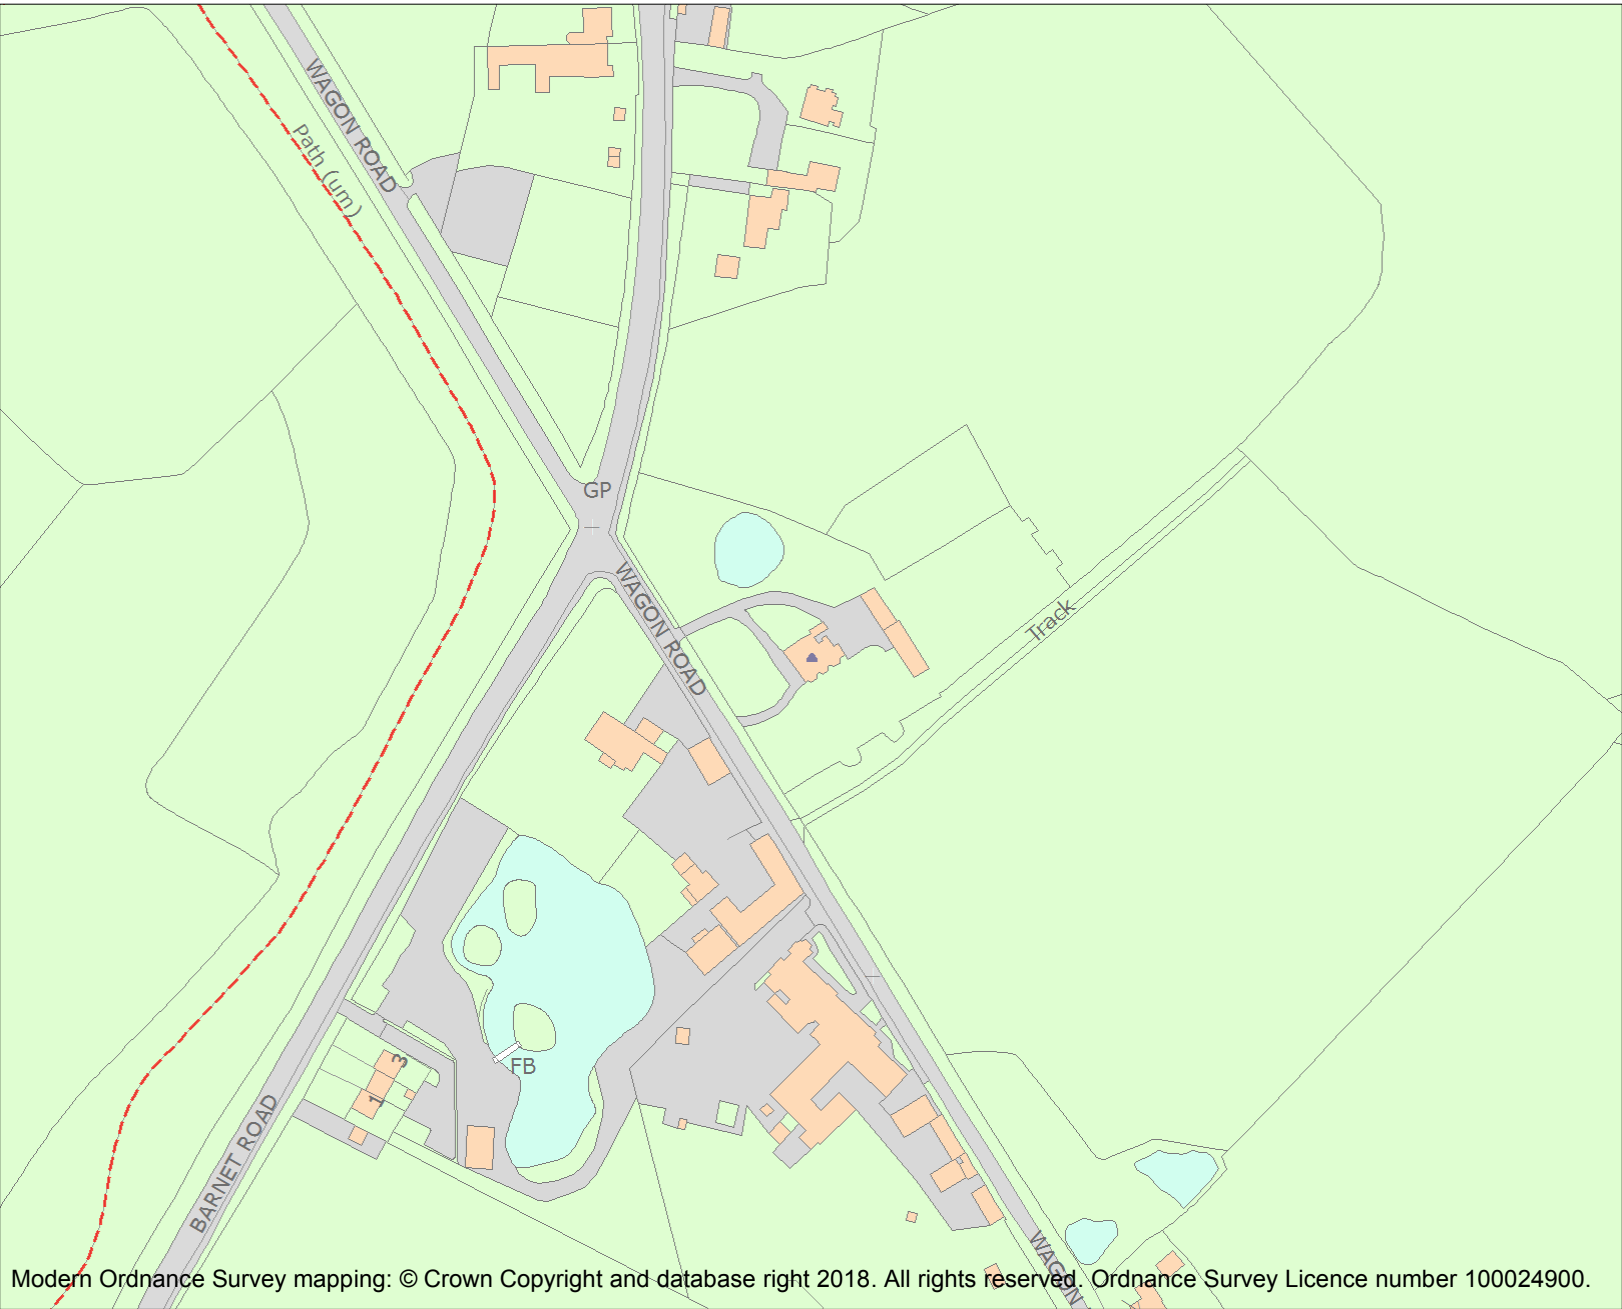 WAGON ROAD
Path (um)
GP
WAGON ROAD
Track
FB
3
1
BARNET ROAD
WAGON
Modern Ordnance Survey mapping: © Crown Copyright and database right 2018. All rights reserved. Ordnance Survey Licence number 100024900.